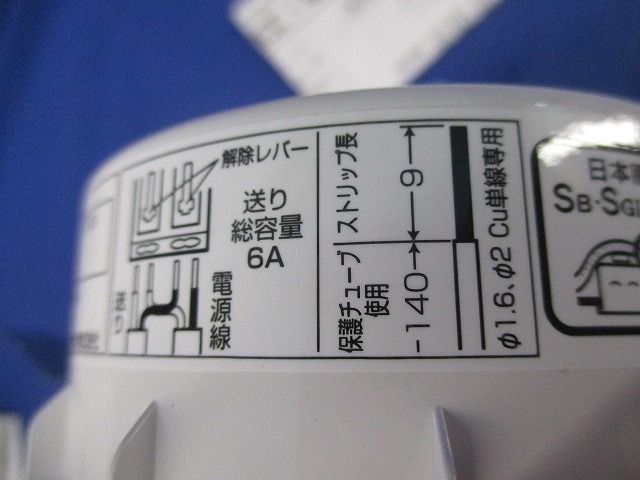 解除レバー
送り
総容量
6A
送り
電源線
ストリップ長
9
保護チューブ
使用
140
φ1.6、φ2 Cu単線専用
日本
SB·SG